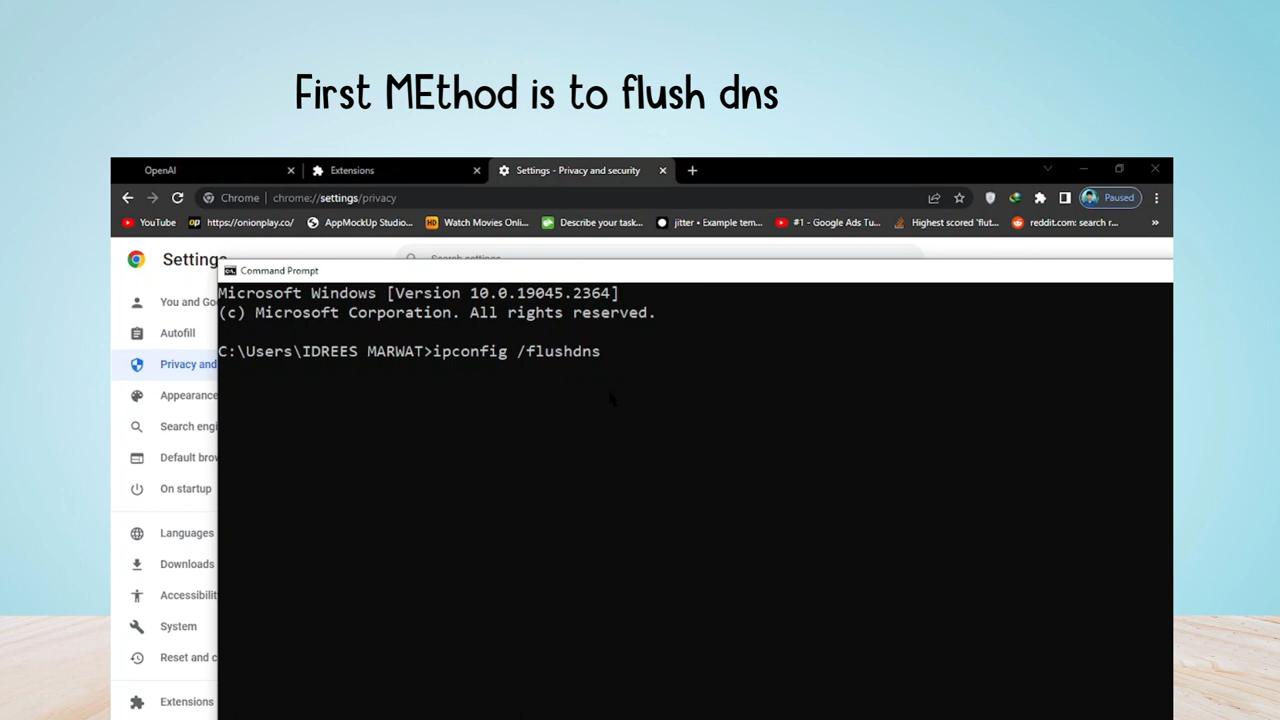 First MEthod is to flush dns
OpenAI
Extensions
Settings - Privacy and security
Chrome
chrome://settings/privacy
Paused
YouTube
https://onionplay.co/
AppMockUp Studio...
Watch Movies Onli...
Describe your task...
jitter • Example tem...
#1 - Google Ads Tu...
Highest scored 'flut...
reddit.com: search r...
»
Settings
Search settings
Command Prompt
Microsoft Windows [Version 10.0.19045.2364]
(c) Microsoft Corporation. All rights reserved.
C:\Users\IDREES MARWAT>ipconfig /flushdns
You and Go
Autofill
Privacy and
Appearance
Search engi
Default brow
On startup
Languages
Downloads
Accessibilit
System
Reset and c
Extensions